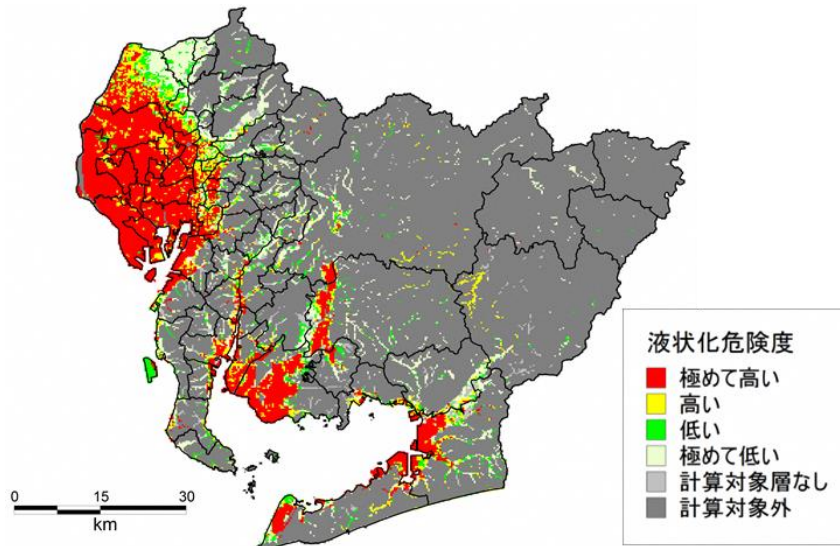 液状化危険度
極めて高い
高い
低い
極めて低い
計算対象層なし
計算対象外
0 15 30
km